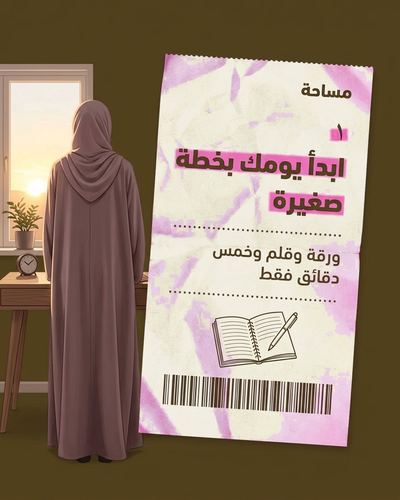 مساحة
١
ابدأ يومك بخطة
صغيرة
ورقة وقلم وخمس
دقائق فقط